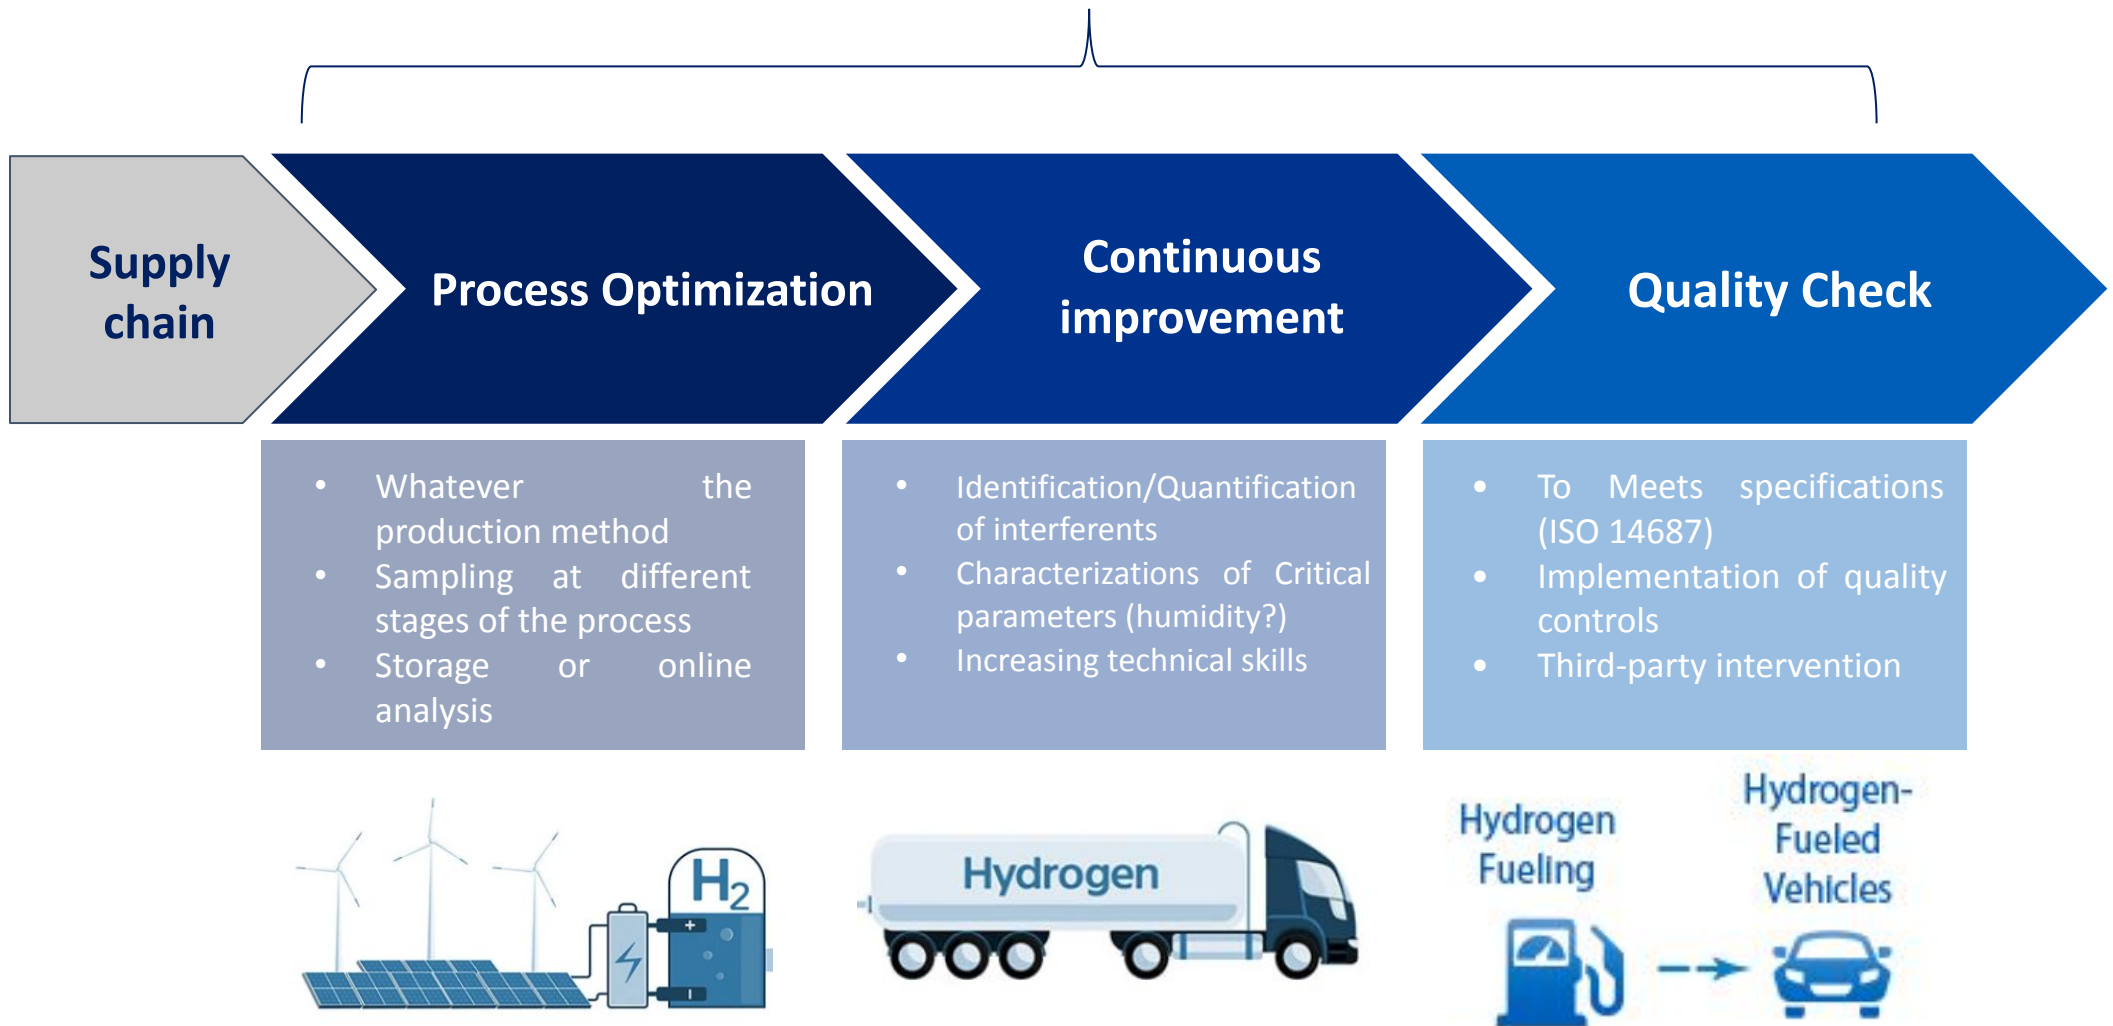 Supply
chain
Process Optimization
Continuous
improvement
Quality Check
• Whatever the
production method
• Sampling at different
stages of the process
• Storage or online
analysis
• Identification/Quantification
of interferents
• Characterizations of Critical
parameters (humidity?)
• Increasing technical skills
• To Meets specifications
(ISO 14687)
• Implementation of quality
controls
• Third-party intervention
H2
+
-
Hydrogen
Hydrogen
Fueling
Hydrogen-
Fueled
Vehicles